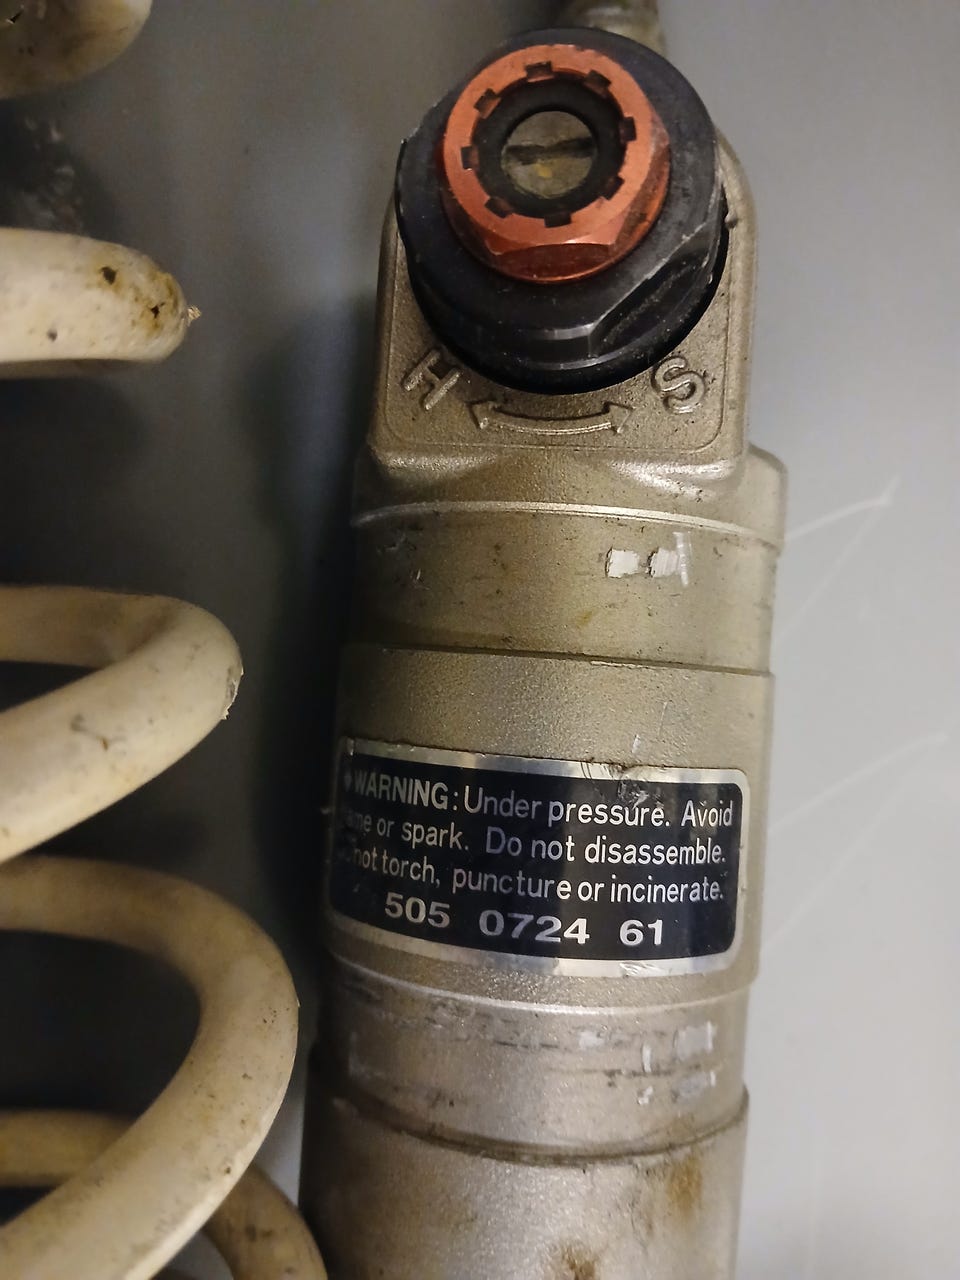 H S
WARNING: Under pressure. Avoid
or spark. Do not disassemble.
not torch, puncture or incinerate.
505 0724 61